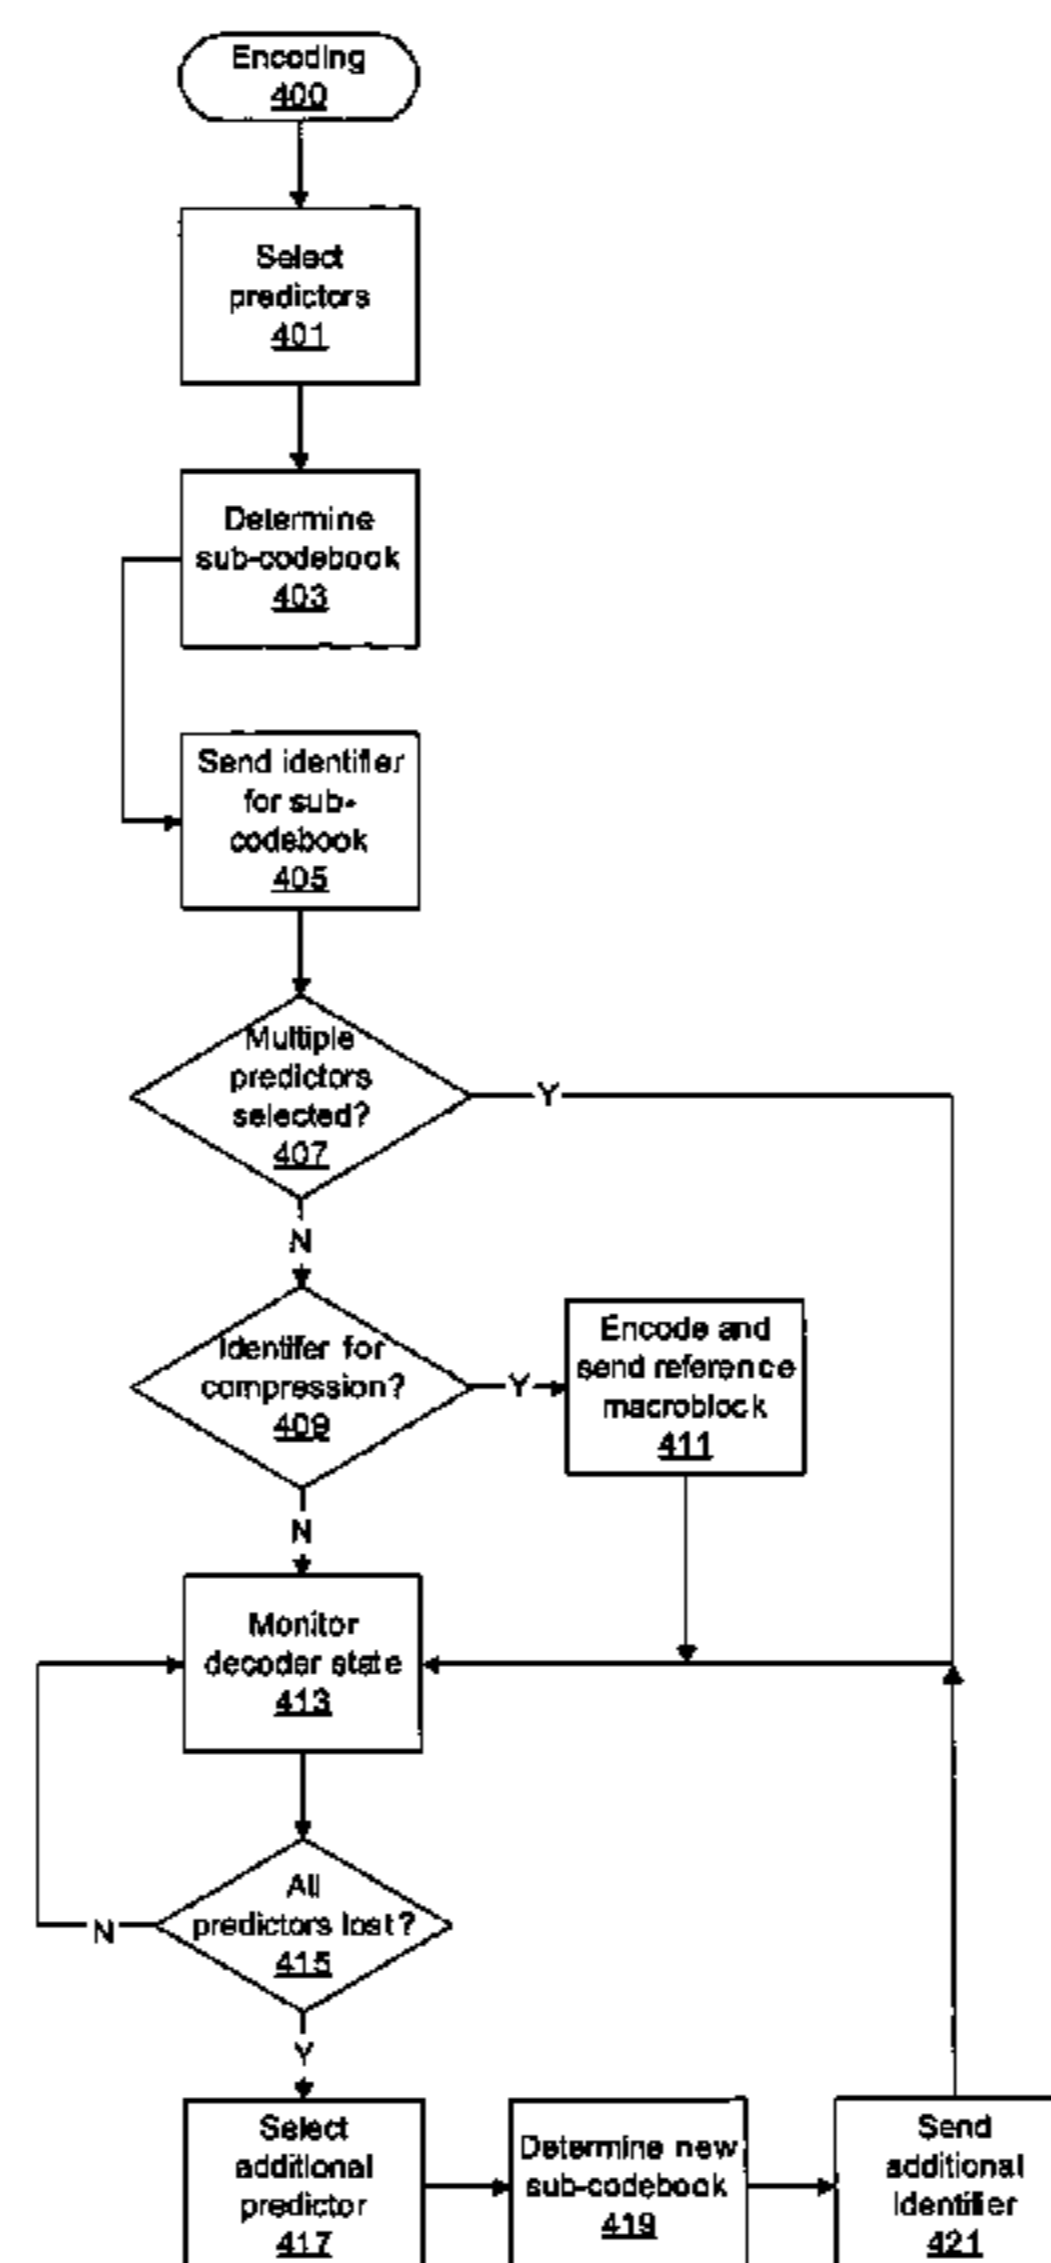 Encoding
400
Select
predictors
401
Determine
sub-codebook
403
Send identifier
for sub-
codebook
405
Multiple
predictors
selected?
407
Y
N
Identifer for
compression?
409
Y
Encode and
send reference
macroblock
411
N
Monitor
decoder state
413
All
predictors lost?
415
N
Y
Select
additional
predictor
417
Determine new
sub-codebook
419
Send
additional
identifier
421